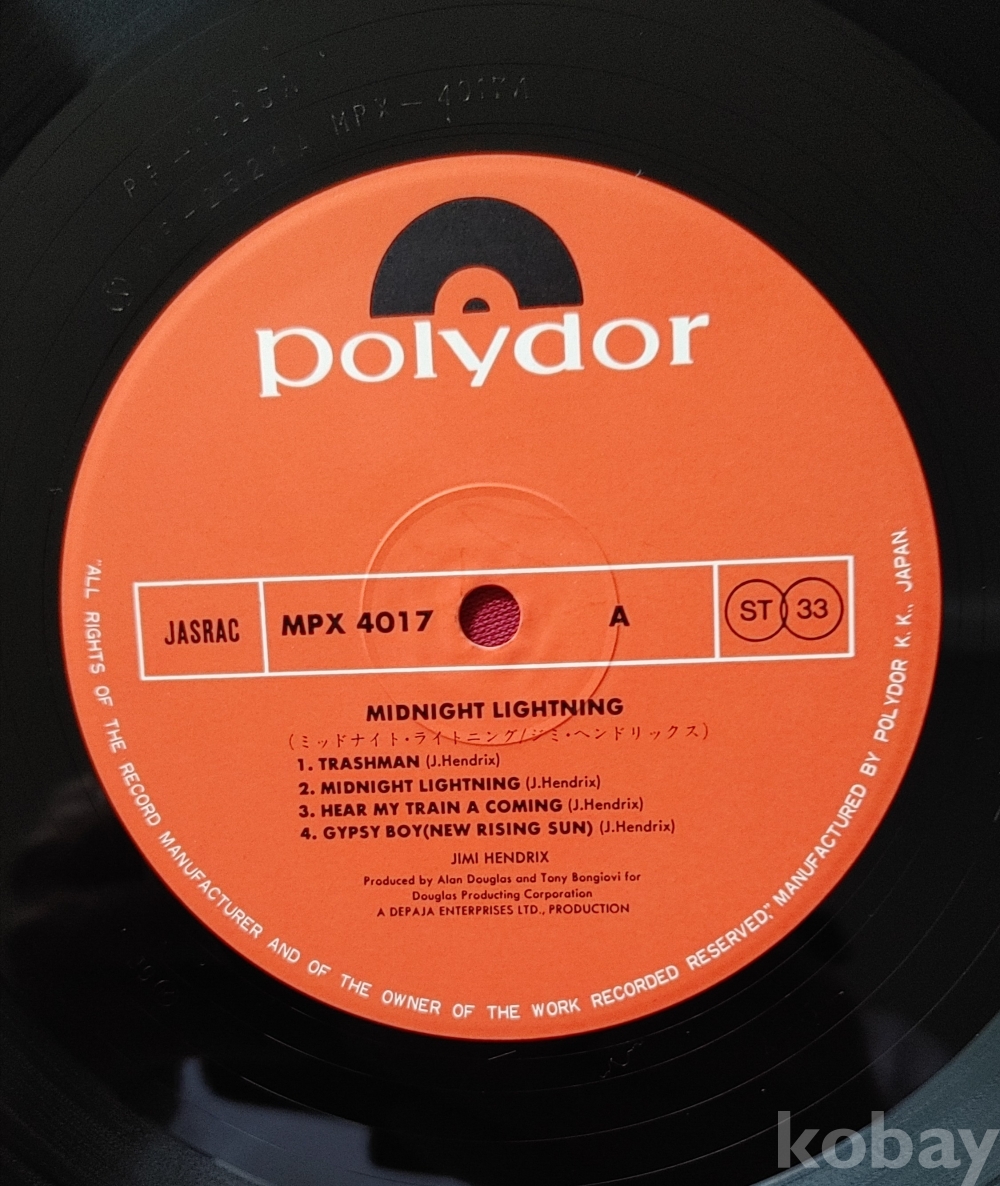 MPX-4017A
polydor
JASRAC
MPX 4017
A
ST 33
MIDNIGHT LIGHTNING
(ミッドナイト・ライトニング/ジミ・ヘンドリックス)
1. TRASHMAN (J.Hendrix)
2. MIDNIGHT LIGHTNING (J.Hendrix)
3. HEAR MY TRAIN A COMING (J.Hendrix)
4. GYPSY BOY(NEW RISING SUN) (J.Hendrix)
JIMI HENDRIX
Produced by Alan Douglas and Tony Bongiovi for
Douglas Producting Corporation
A DEPAJA ENTERPRISES LTD., PRODUCTION
"ALL RIGHTS OF THE RECORD MANUFACTURER AND OF THE OWNER OF THE WORK RECORDED RESERVED," MANUFACTURED BY POLYDOR K. K., JAPAN.
kobay